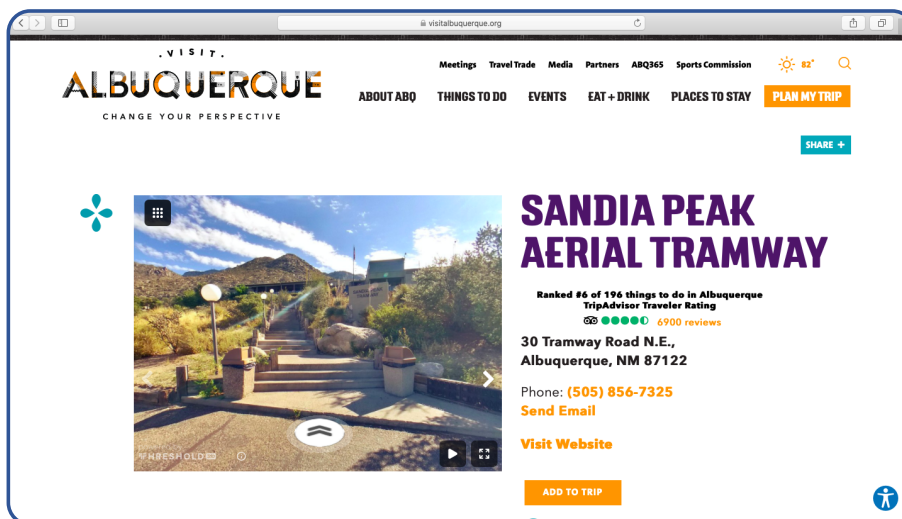 visitalbuquerque.org
.VISIT.
ALBUQUERQUE
CHANGE YOUR PERSPECTIVE
Meetings Travel Trade Media Partners ABQ365 Sports Commission 82°
ABOUT ABQ THINGS TO DO EVENTS EAT + DRINK PLACES TO STAY PLAN MY TRIP
SHARE +
SANDIA PEAK
AERIAL TRAMWAY
Ranked #6 of 196 things to do in Albuquerque
TripAdvisor Traveler Rating
6900 reviews
30 Tramway Road N.E.,
Albuquerque, NM 87122
Phone: (505) 856-7325
Send Email
Visit Website
ADD TO TRIP
SANDIA PEAK
TRAMWAY
THRESHOLD